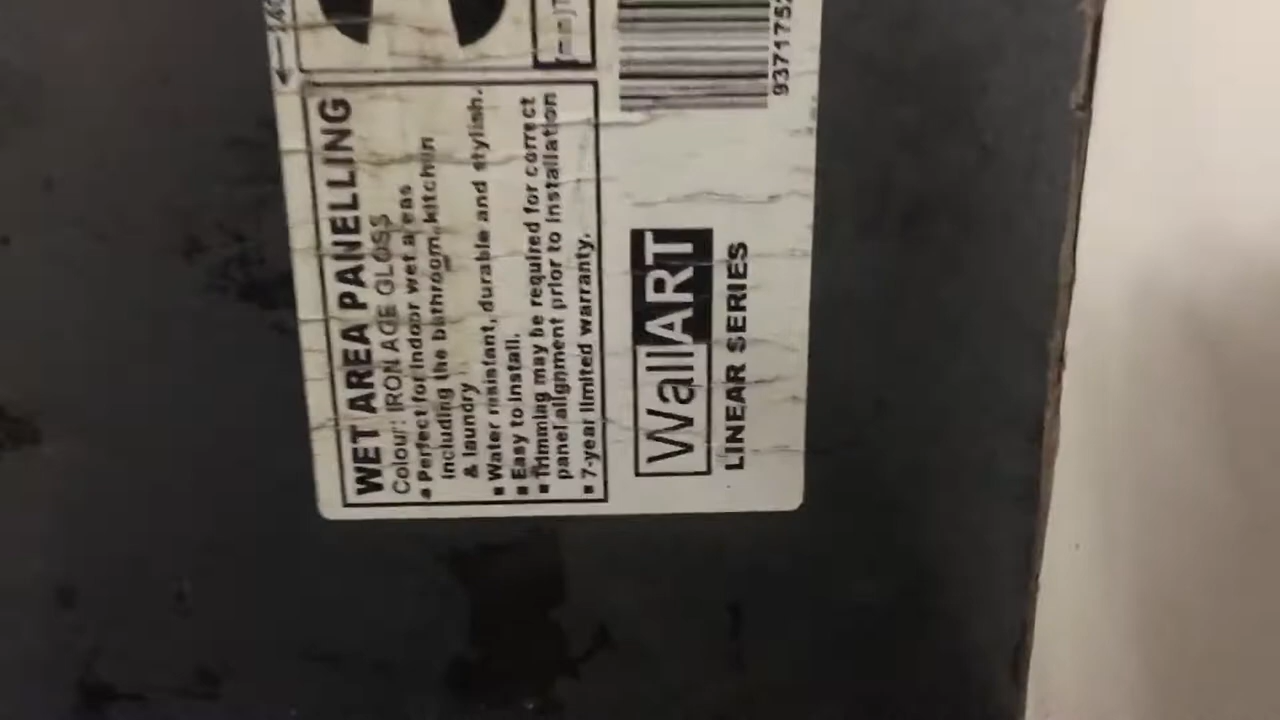 WET AREA PANELLING
Colour: IRON AGE GLOSS
▪ Perfect for indoor wet areas
including the bathroom, kitchen
& laundry
▪ Water resistant, durable and stylish.
▪ Easy to install.
▪ Trimming may be required for correct
panel alignment prior to installation
▪ 7-year limited warranty.
WallART
LINEAR SERIES